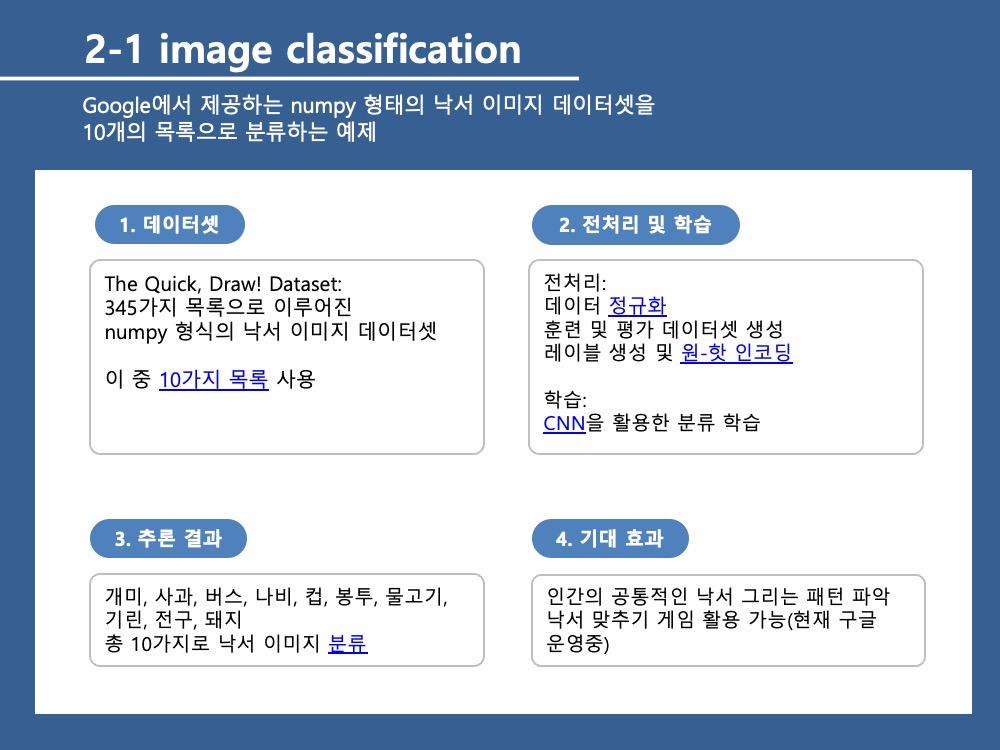 2-1 image classification
Google에서 제공하는 numpy 형태의 낙서 이미지 데이터셋을
10개의 목록으로 분류하는 예제
1. 데이터셋
The Quick, Draw! Dataset:
345가지 목록으로 이루어진
numpy 형식의 낙서 이미지 데이터셋
이 중 10가지 목록 사용
2. 전처리 및 학습
전처리:
데이터 정규화
훈련 및 평가 데이터셋 생성
레이블 생성 및 원-핫 인코딩
학습:
CNN을 활용한 분류 학습
3. 추론 결과
개미, 사과, 버스, 나비, 컵, 봉투, 물고기,
기린, 전구, 돼지
총 10가지로 낙서 이미지 분류
4. 기대 효과
인간의 공통적인 낙서 그리는 패턴 파악
낙서 맞추기 게임 활용 가능(현재 구글
운영중)